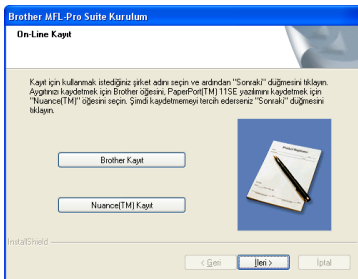 Brother MFL-Pro Suite Kurulum
On-Line Kayıt
Kayıt için kullanmak istediğiniz şirket adını seçin ve ardından "Sonraki" düğmesini tıklayın.
Aygıtınızı kaydetmek için Brother öğesini, PaperPort(TM) 11SE yazılımını kaydetmek için
"Nuance(TM)" öğesini seçin. Şimdi kaydetmemeyi tercih ederseniz "Sonraki" düğmesini
tıklayın.
Brother Kayıt
Nuance(TM) Kayıt
Product Registration
InstallShield
< Geri
İleri >
İptal